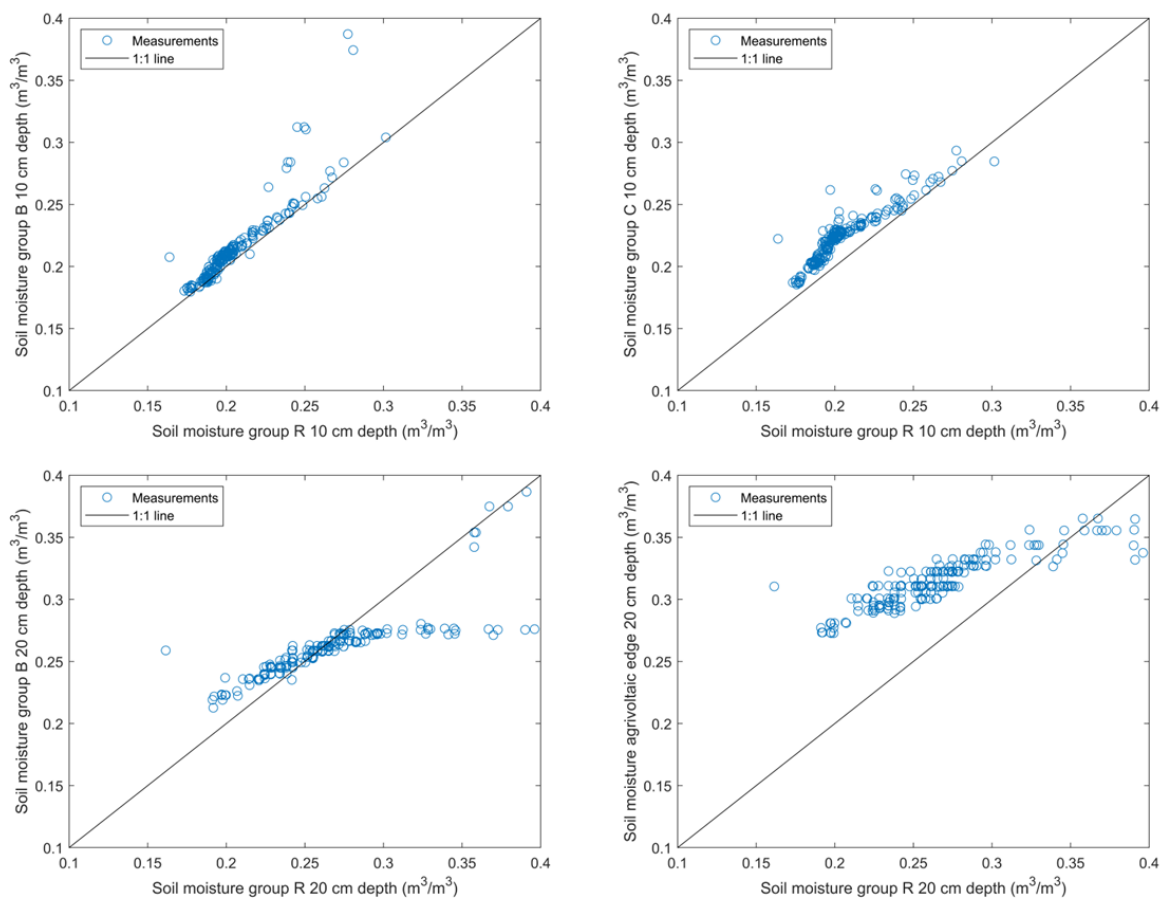 0.4
0.35
0.3
0.25
0.2
0.15
0.1
Soil moisture group B 10 cm depth (m³/m³)
Measurements
1:1 line
0.1 0.15 0.2 0.25 0.3 0.35 0.4
Soil moisture group R 10 cm depth (m³/m³)
0.4
0.35
0.3
0.25
0.2
0.15
0.1
Soil moisture group C 10 cm depth (m³/m³)
Measurements
1:1 line
0.1 0.15 0.2 0.25 0.3 0.35 0.4
Soil moisture group R 10 cm depth (m³/m³)
0.4
0.35
0.3
0.25
0.2
0.15
0.1
Soil moisture group B 20 cm depth (m³/m³)
Measurements
1:1 line
0.1 0.15 0.2 0.25 0.3 0.35 0.4
Soil moisture group R 20 cm depth (m³/m³)
0.4
0.35
0.3
0.25
0.2
0.15
0.1
Soil moisture agrivoltaic edge 20 cm depth (m³/m³)
Measurements
1:1 line
0.1 0.15 0.2 0.25 0.3 0.35 0.4
Soil moisture group R 20 cm depth (m³/m³)